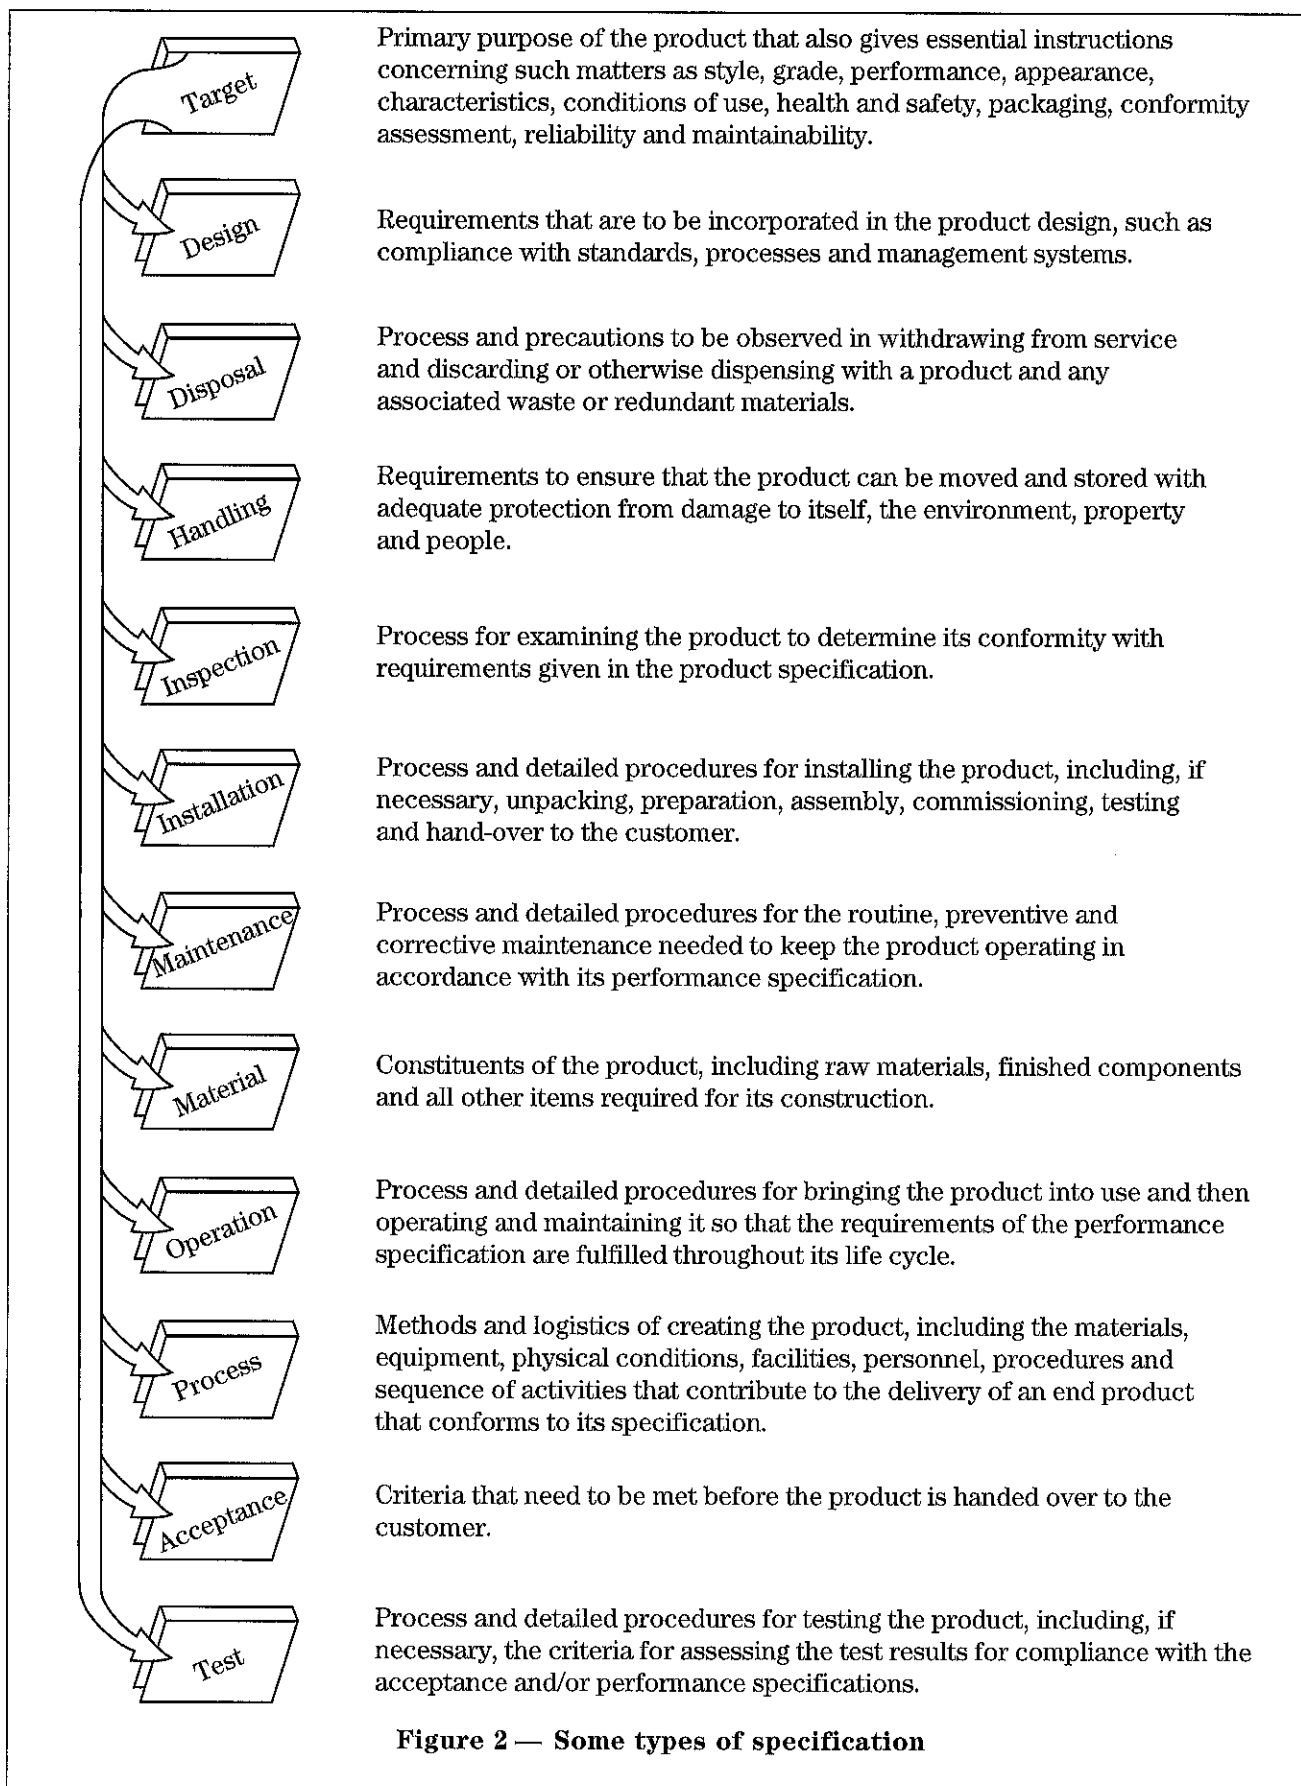 Target
Primary purpose of the product that also gives essential instructions
concerning such matters as style, grade, performance, appearance,
characteristics, conditions of use, health and safety, packaging, conformity
assessment, reliability and maintainability.
Design
Requirements that are to be incorporated in the product design, such as
compliance with standards, processes and management systems.
Disposal
Process and precautions to be observed in withdrawing from service
and discarding or otherwise dispensing with a product and any
associated waste or redundant materials.
Handling
Requirements to ensure that the product can be moved and stored with
adequate protection from damage to itself, the environment, property
and people.
Inspection
Process for examining the product to determine its conformity with
requirements given in the product specification.
Installation
Process and detailed procedures for installing the product, including, if
necessary, unpacking, preparation, assembly, commissioning, testing
and hand-over to the customer.
Maintenance
Process and detailed procedures for the routine, preventive and
corrective maintenance needed to keep the product operating in
accordance with its performance specification.
Material
Constituents of the product, including raw materials, finished components
and all other items required for its construction.
Operation
Process and detailed procedures for bringing the product into use and then
operating and maintaining it so that the requirements of the performance
specification are fulfilled throughout its life cycle.
Process
Methods and logistics of creating the product, including the materials,
equipment, physical conditions, facilities, personnel, procedures and
sequence of activities that contribute to the delivery of an end product
that conforms to its specification.
Acceptance
Criteria that need to be met before the product is handed over to the
customer.
Test
Process and detailed procedures for testing the product, including, if
necessary, the criteria for assessing the test results for compliance with the
acceptance and/or performance specifications.
Figure 2 — Some types of specification